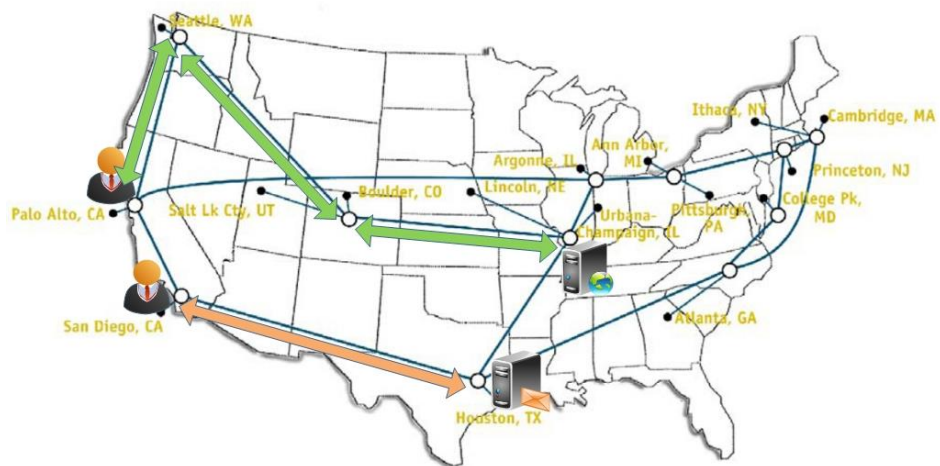 Seattle, WA
Ithaca, NY
Cambridge, MA
Ann Arbor,
MI
Argonne, IL
Princeton, NJ
Boulder, CO
Lincoln, NE
College Pk,
MD
Palo Alto, CA
Salt Lk Cty, UT
Urbana-
Champaign, IL
Pittsburgh,
PA
San Diego, CA
Atlanta, GA
Houston, TX